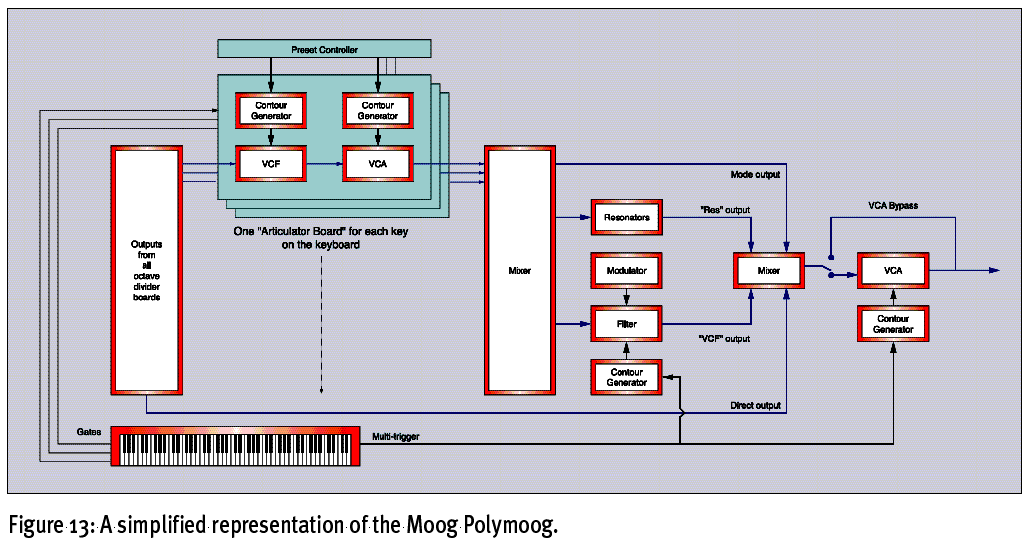 Preset Controller
Contour
Generator
Contour
Generator
VCF
VCA
One "Articulator Board" for each key
on the keyboard
Outputs
from
all
octave
divider
boards
Mixer
Mode output
"Res" output
Resonators
Modulator
Filter
"VCF" output
Contour
Generator
Mixer
VCA Bypass
VCA
Contour
Generator
Direct output
Gates
Multi-trigger
Figure 13: A simplified representation of the Moog Polymoog.